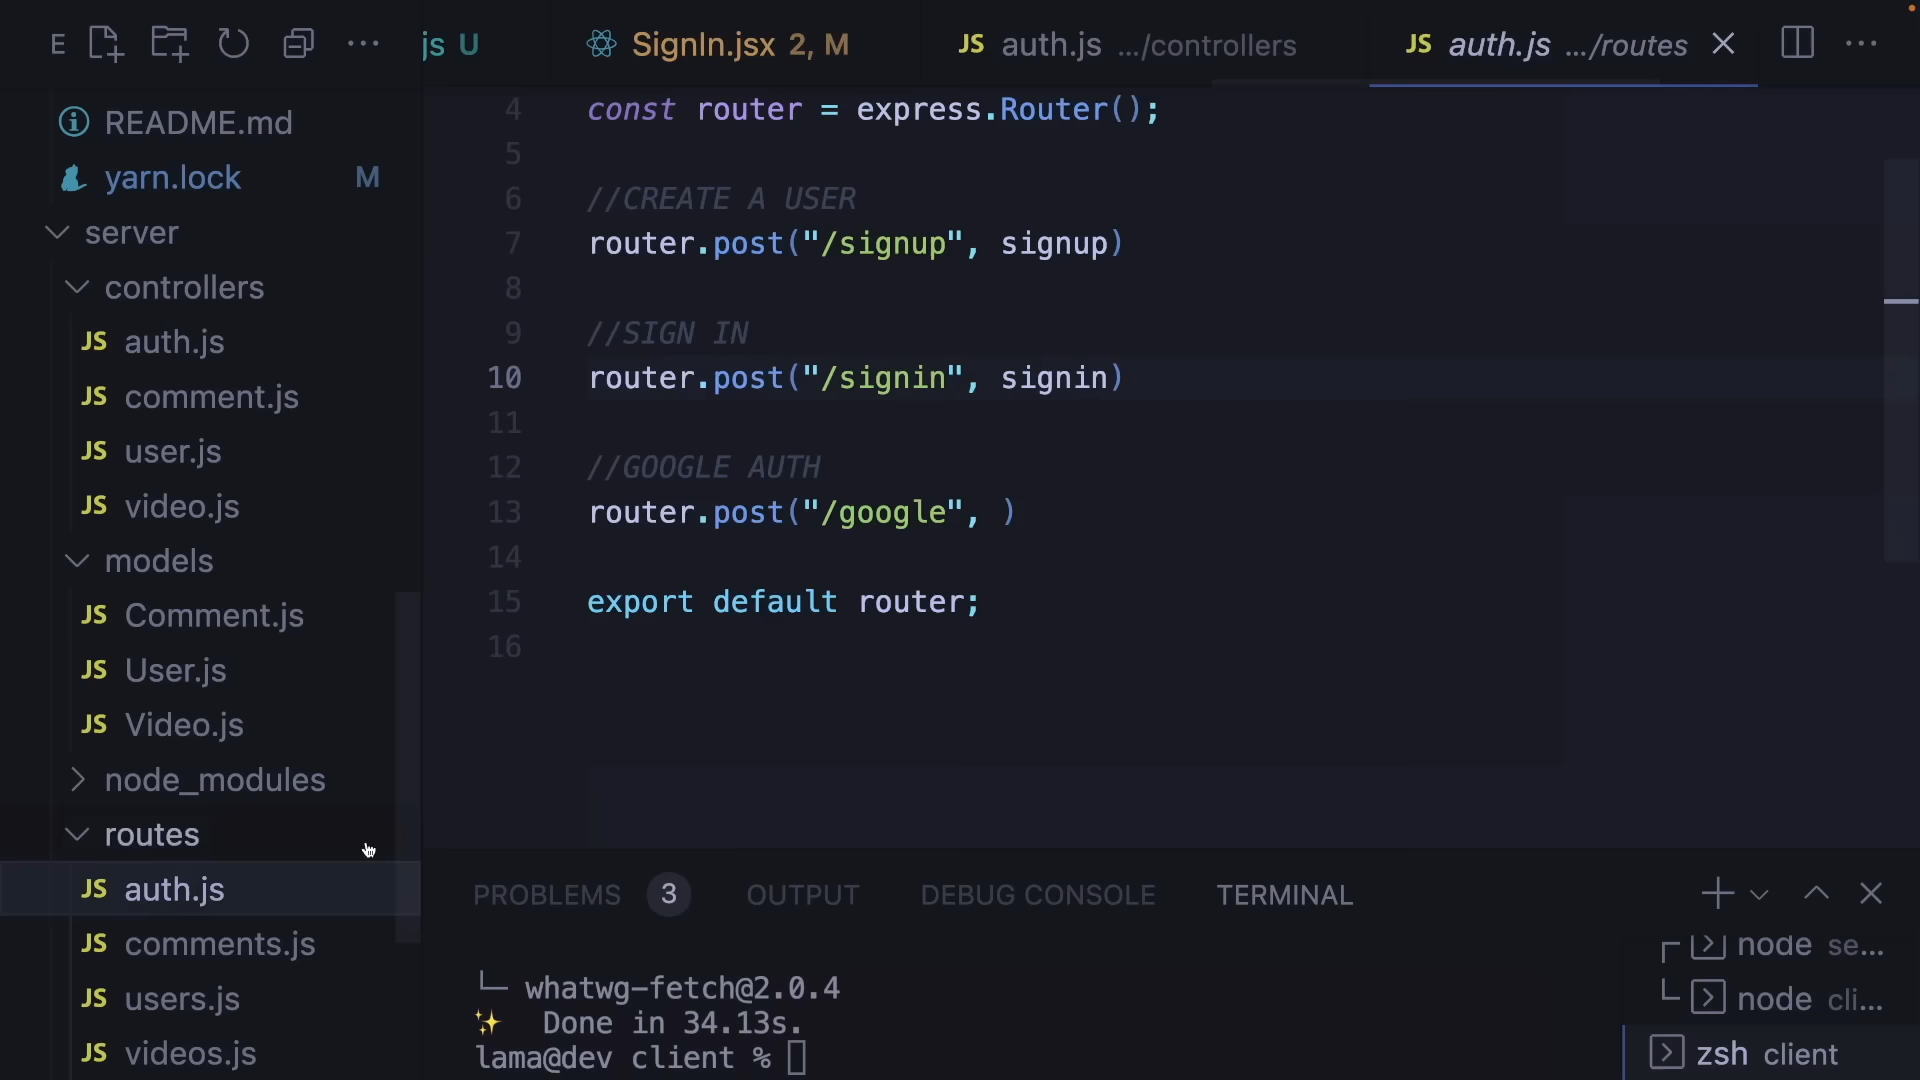 E
js U
SignIn.jsx 2, M
JS auth.js .../controllers
JS auth.js .../routes
README.md
yarn.lock M
server
controllers
JS auth.js
JS comment.js
JS user.js
JS video.js
models
JS Comment.js
JS User.js
JS Video.js
node_modules
routes
JS auth.js
JS comments.js
JS users.js
JS videos.js
4 const router = express.Router();
5
6 //CREATE A USER
7 router.post("/signup", signup)
8
9 //SIGN IN
10 router.post("/signin", signin)
11
12 //GOOGLE AUTH
13 router.post("/google", )
14
15 export default router;
16
PROBLEMS 3 OUTPUT DEBUG CONSOLE TERMINAL
└─ whatwg-fetch@2.0.4
✨ Done in 34.13s.
lama@dev client %
node se...
node cli...
zsh client